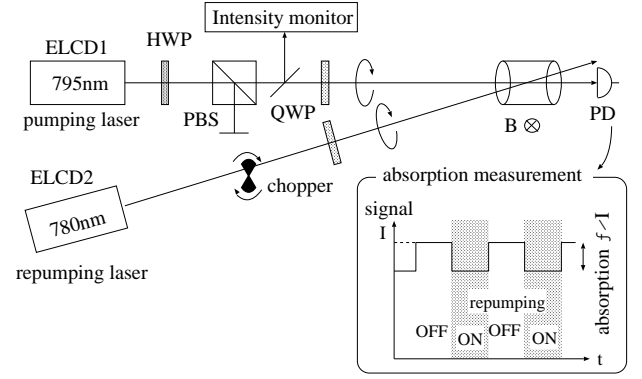 Intensity monitor
HWP
ELCD1
795nm
pumping laser
PBS
QWP
PD
B
ELCD2
780nm
repumping laser
chopper
absorption measurement
signal
I
repumping
OFF
ON
OFF
ON
t
absorption ƒ∕I